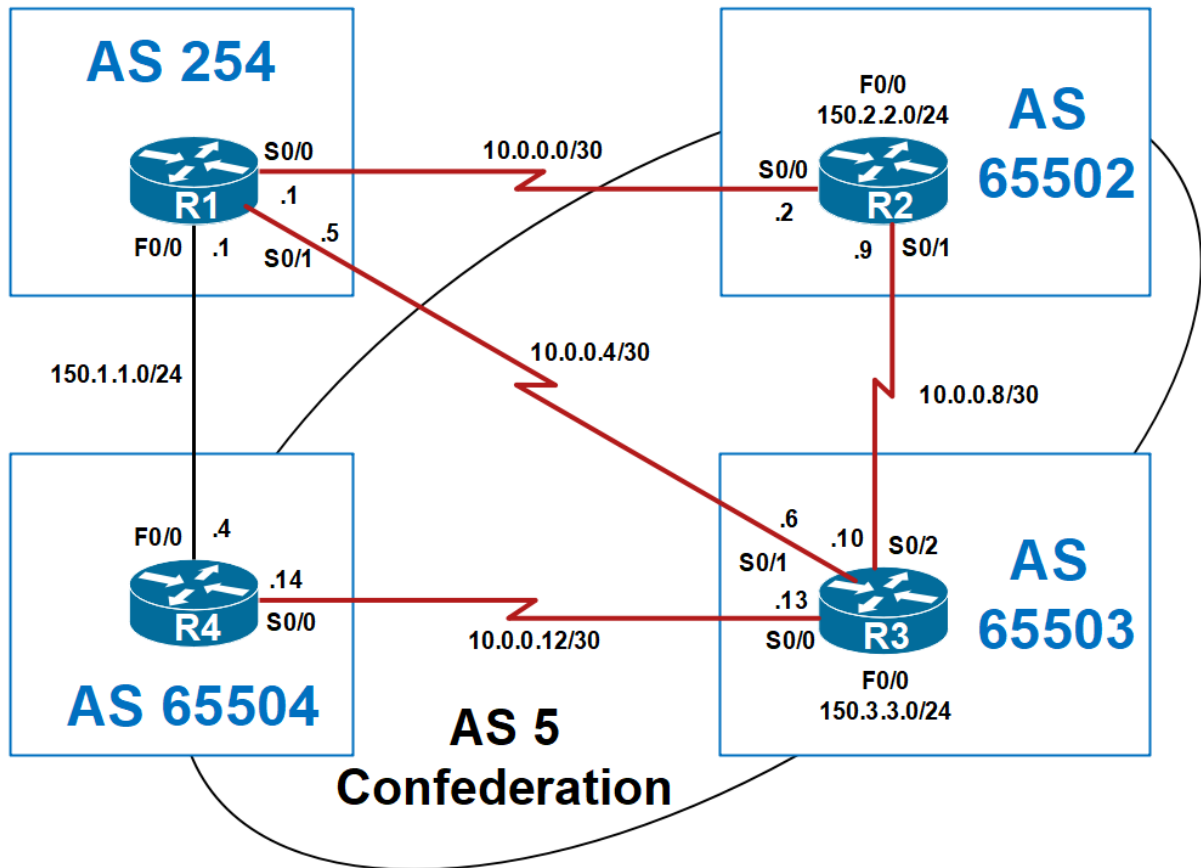 AS 254
S0/0
.1
R1
F0/0
.1
S0/1
.5
10.0.0.0/30
F0/0
150.2.2.0/24
AS
65502
S0/0
.2
R2
.9
S0/1
150.1.1.0/24
10.0.0.4/30
10.0.0.8/30
F0/0
.4
.14
R4
S0/0
AS 65504
10.0.0.12/30
.6
.10
S0/2
S0/1
.13
S0/0
R3
AS
65503
F0/0
150.3.3.0/24
AS 5
Confederation